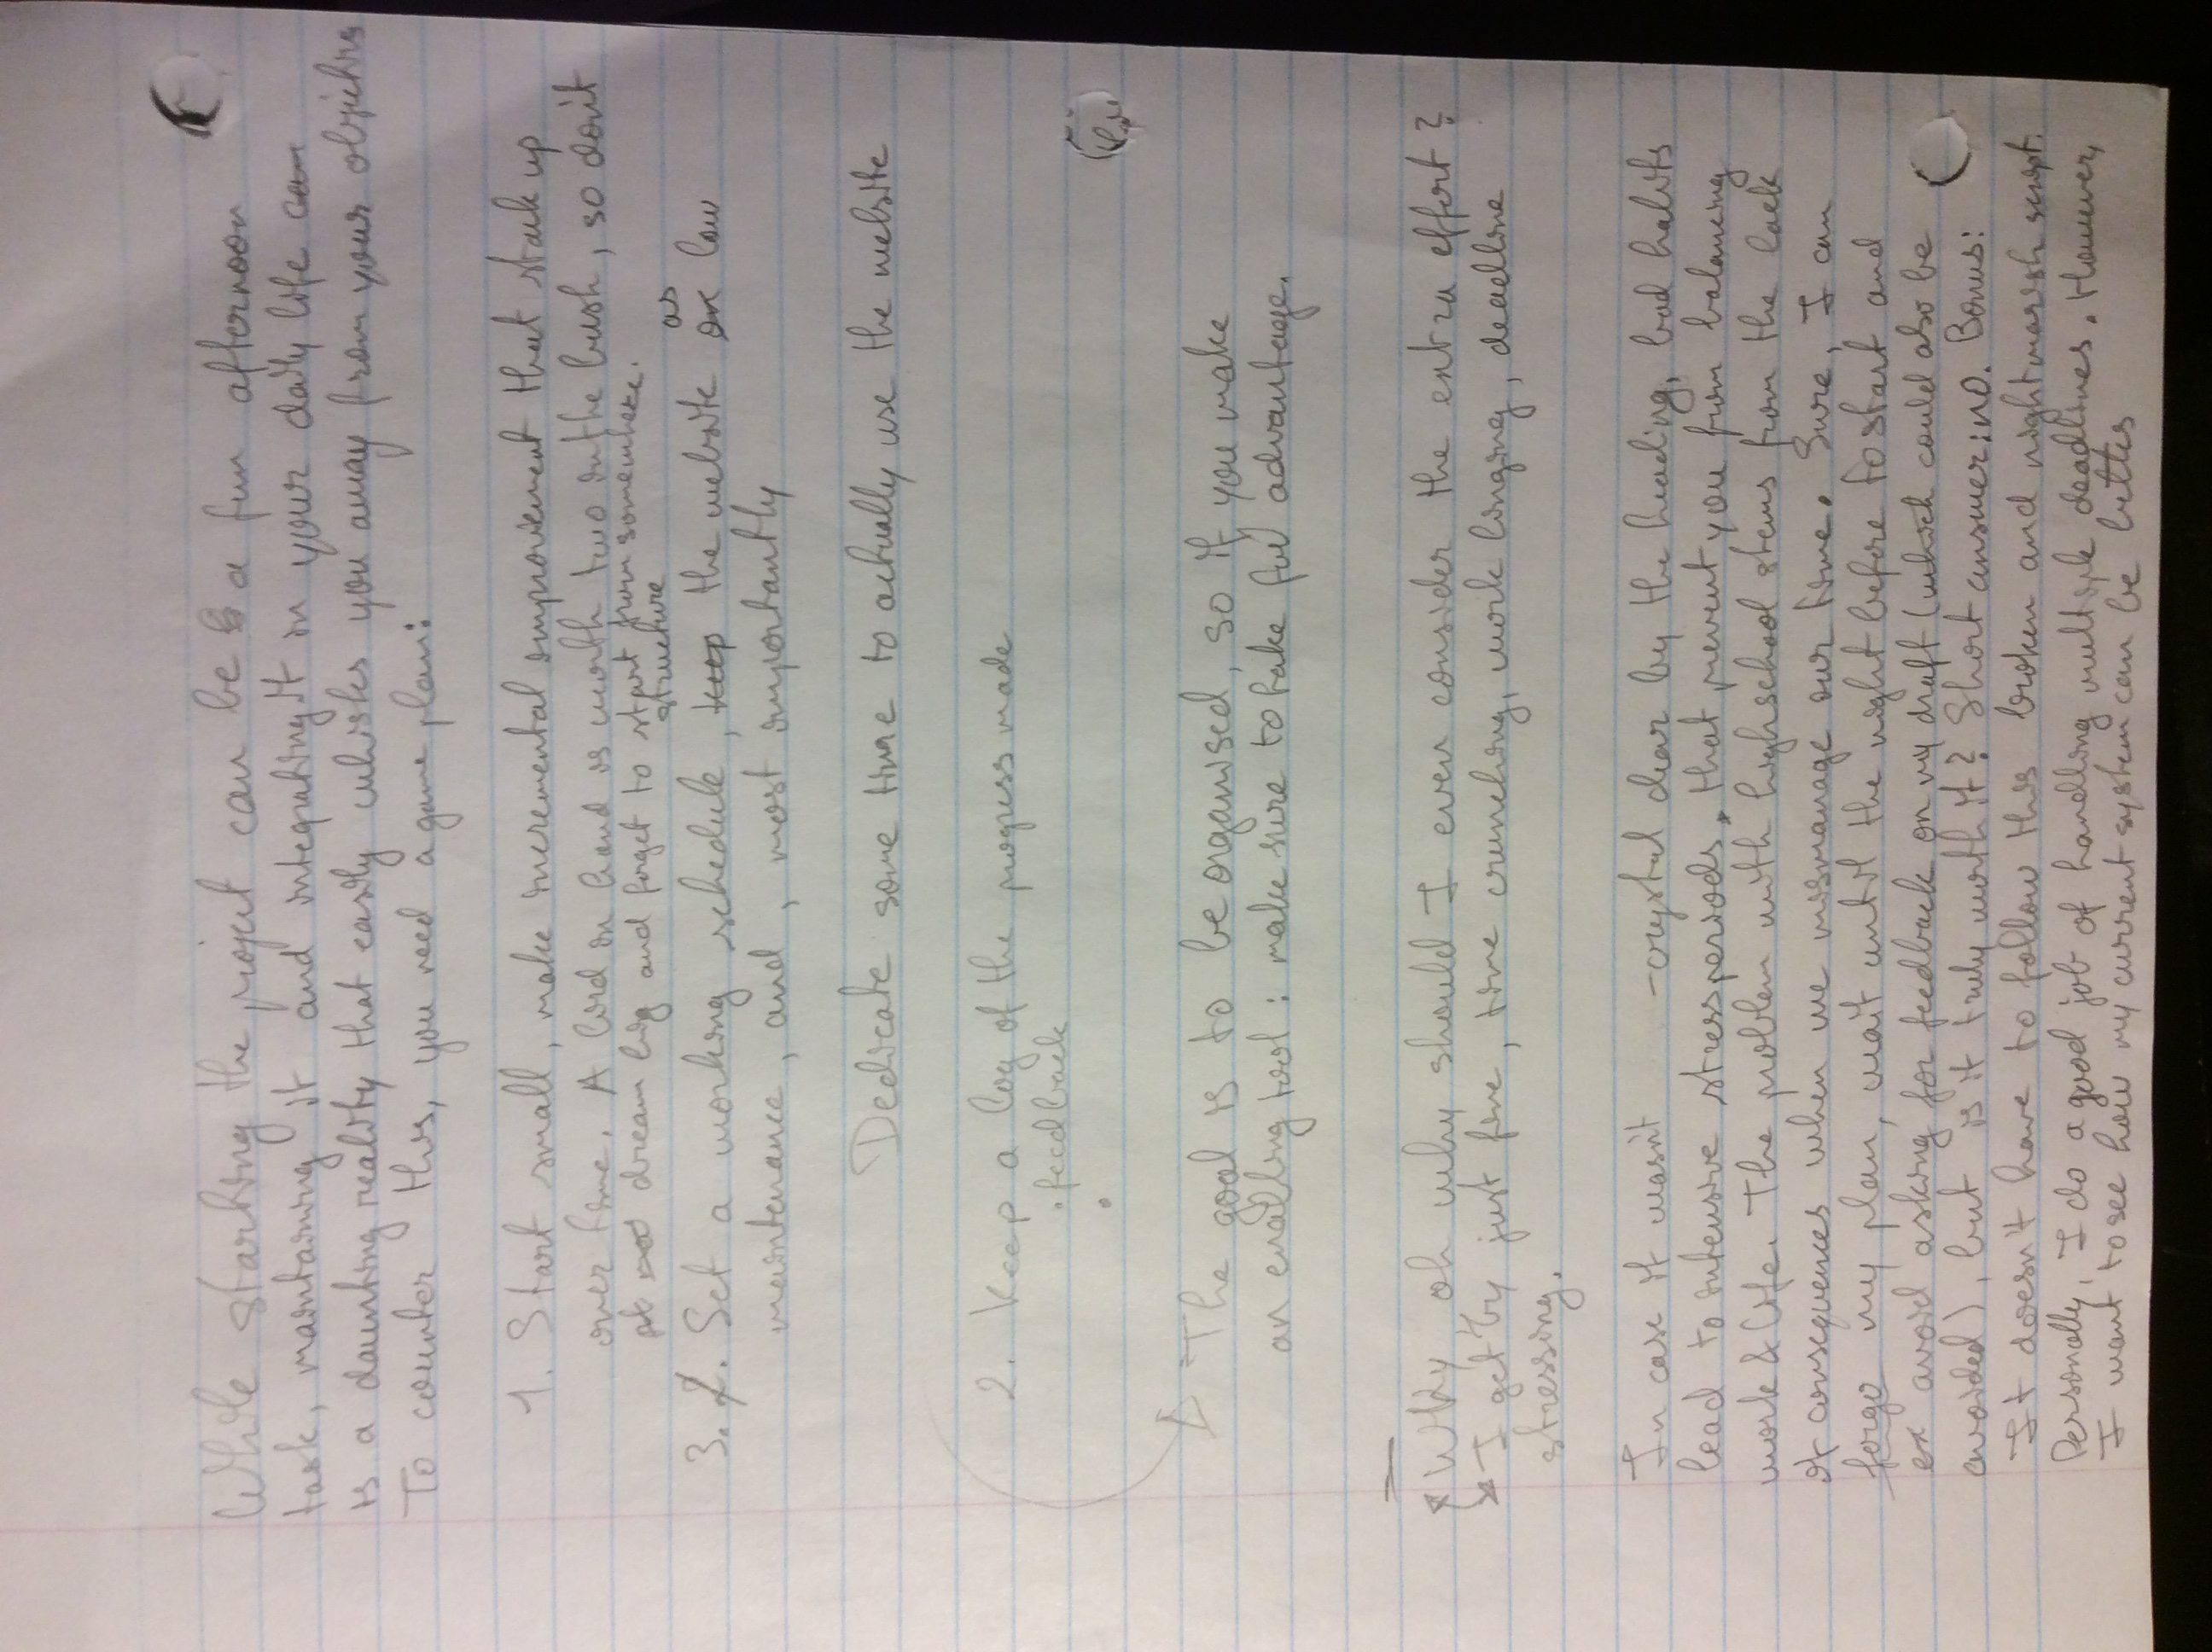 While starting the project can be a fun afternoon
task, maintaining it and integrating it in your daily life can
is a daunting reality that easily whisks you away from your objectives
To counter this, you need a game plan:
1. Start small, make incremental improvement that stack up
over time. A bird in hand is worth two in the bush, so don't
dream big and forget to start from somewhere.
structure as
3. 2. Set a working schedule, keep the website low
maintenance, and, most importantly
Dedicate some time to actually use the website
2. Keep a log of the progress made
• feedback
•
The goal is to be organised, so if you make
an enabling tool: make sure to take full advantage.
Why, oh why should I even consider the extra effort?
I get by just fine, time crunching, work binging, deadline
stressing.
In case it wasn't -crystal clear by the heading, bad habits
lead to intensive stress periods, that prevent you from balancing
work & life. The problem with highschool stems from the lack
of consequences when we mismanage our time. Sure, I can
forgo my plan, wait until the night before to start and
avoid asking for feedback on my draft (which could also be
avoided), but is it truly worth it? Short answer: no. Bonus:
It doesn't have to follow this broken and nightmarish script.
Personally, I do a good job of handling multiple deadlines. However,
I want to see how my current system can be better